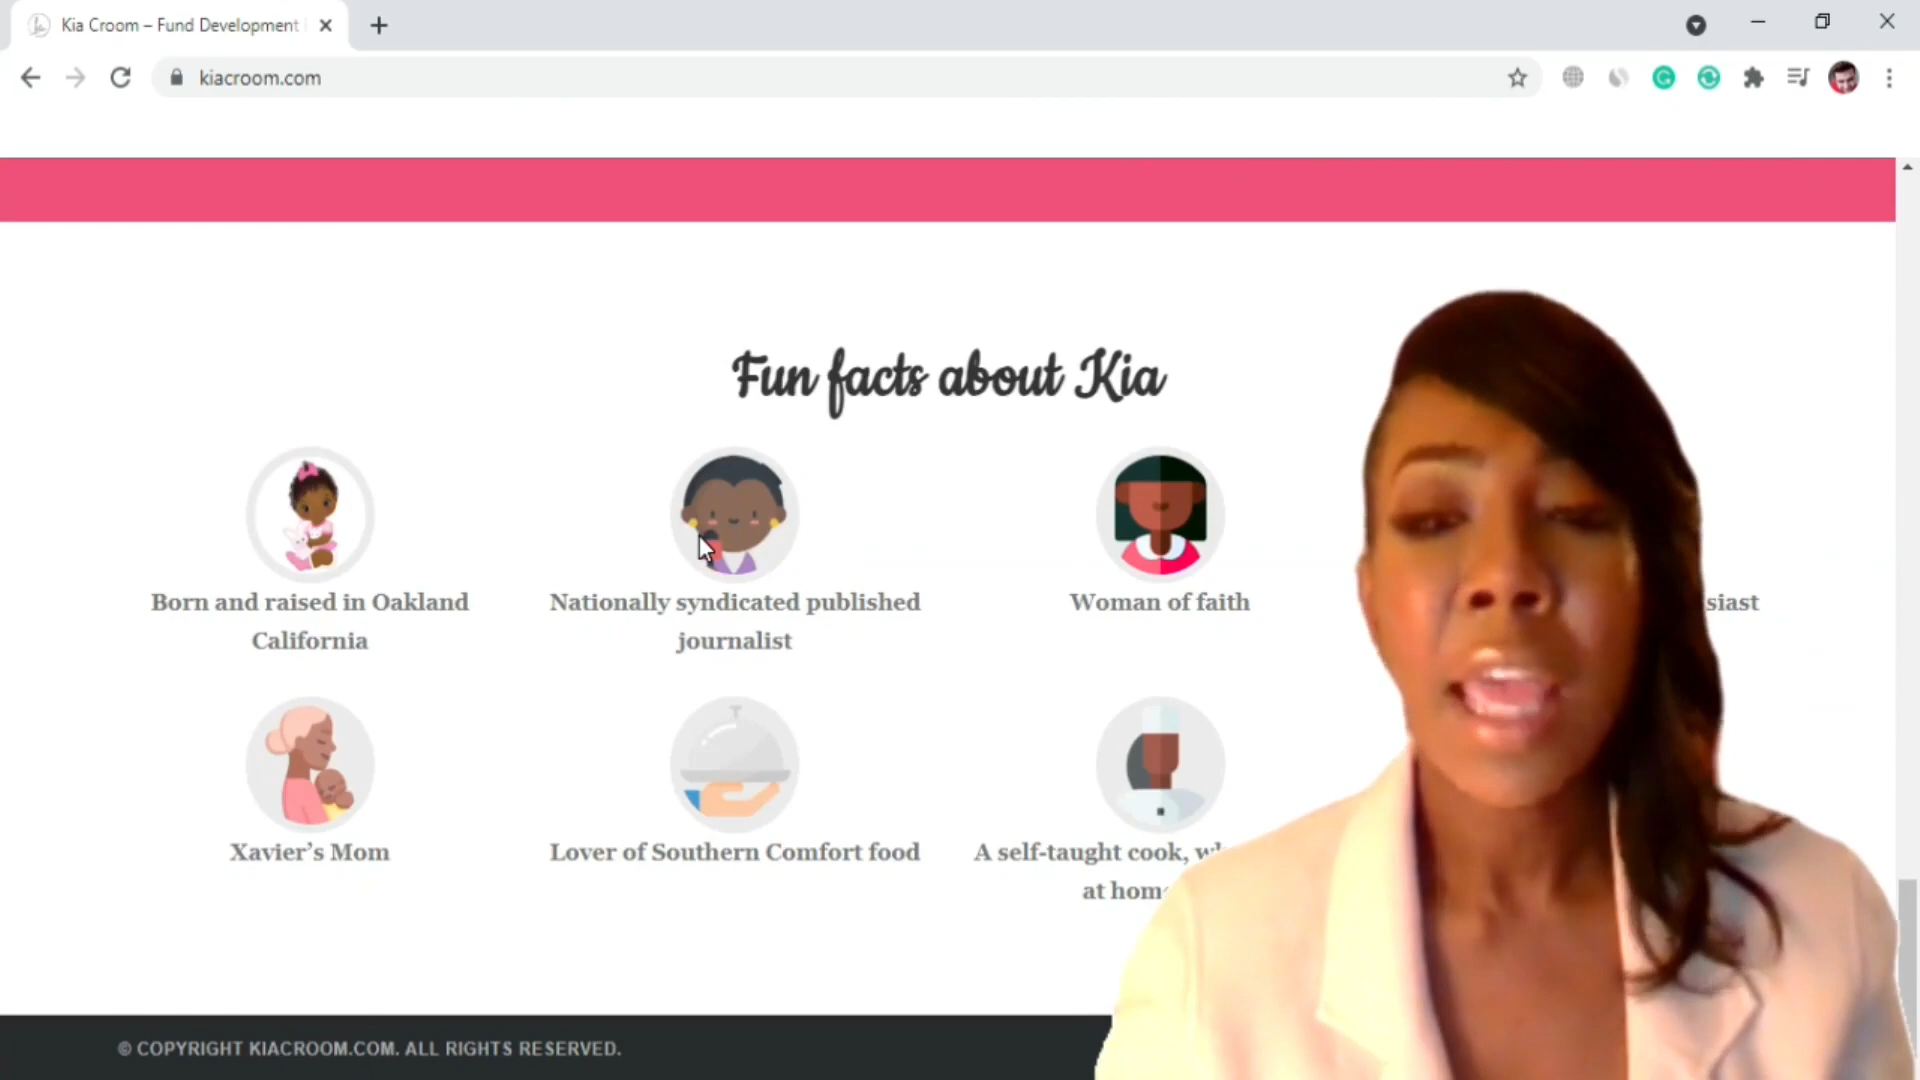 Kia Croom – Fund Development
kiacroom.com
Fun facts about Kia
Born and raised in Oakland
California
Nationally syndicated published
journalist
Woman of faith
siast
Xavier's Mom
Lover of Southern Comfort food
A self-taught cook,
at home
© COPYRIGHT KIACROOM.COM. ALL RIGHTS RESERVED.